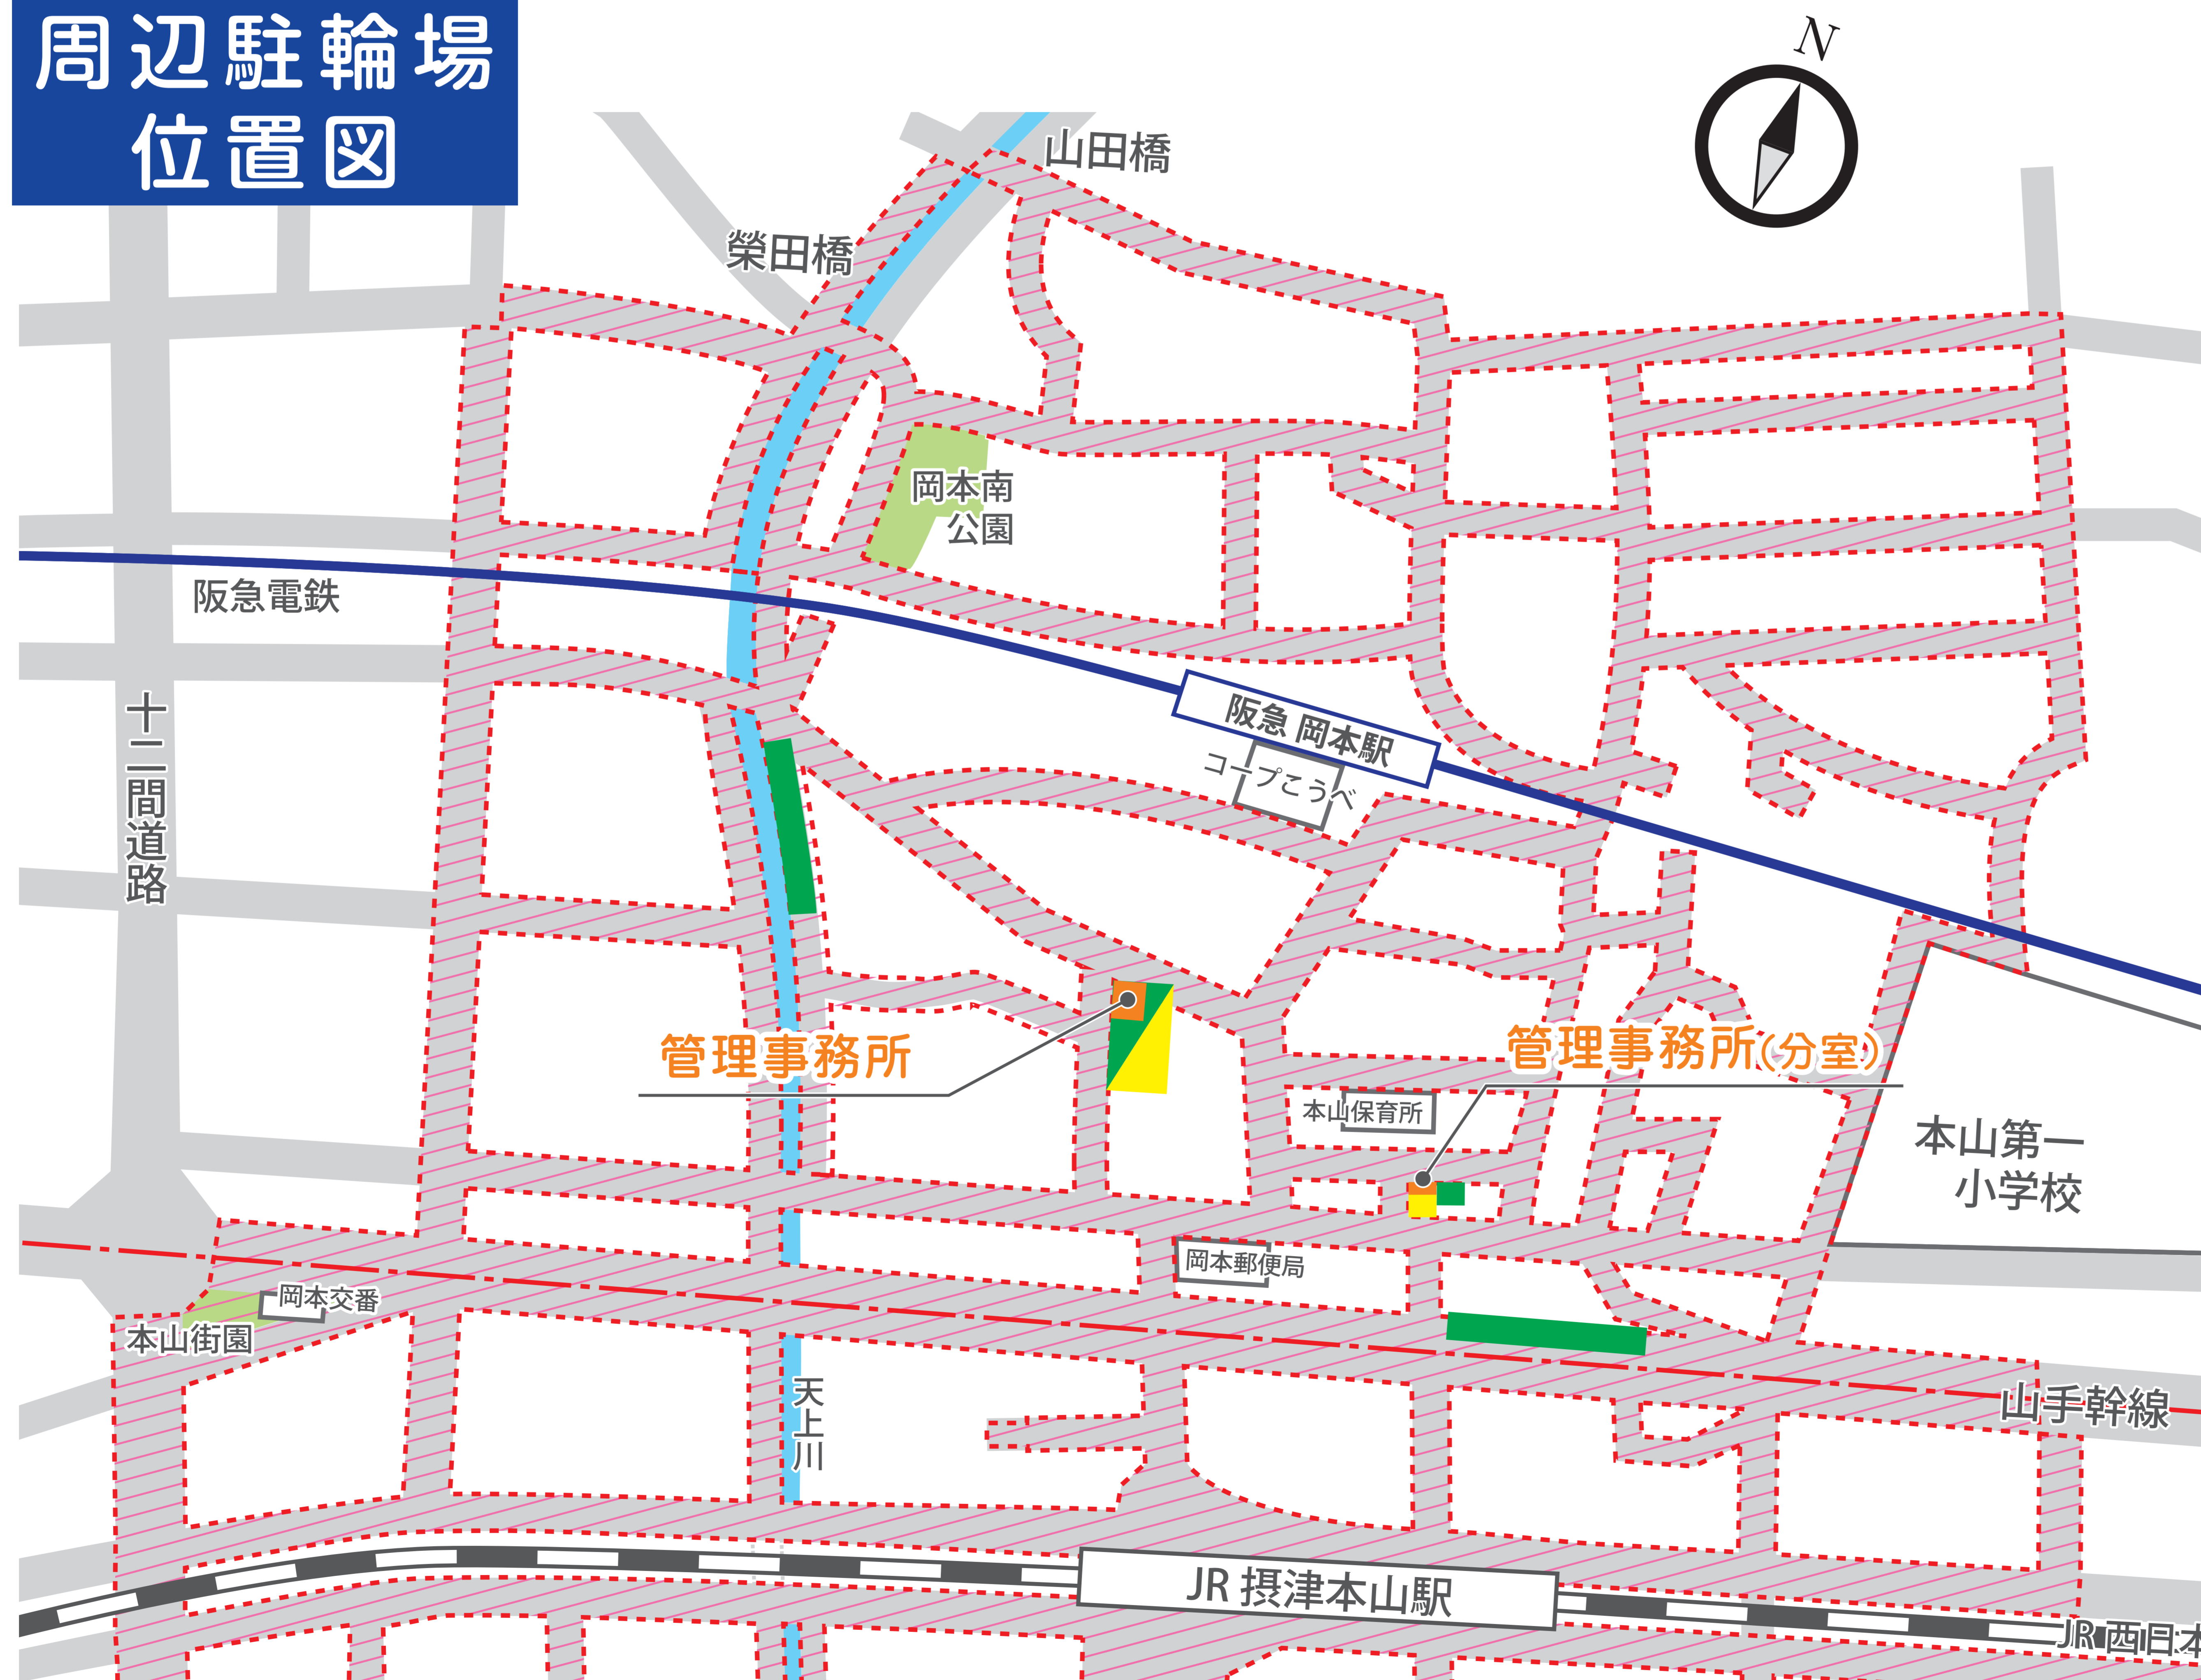 周辺駐輪場
位置図
N
山田橋
榮田橋
岡本南
公園
阪急電鉄
十二間道路
阪急 岡本駅
コープこうべ
管理事務所
管理事務所(分室)
本山保育所
本山第一
小学校
岡本郵便局
岡本交番
本山街園
天上川
山手幹線
JR 摂津本山駅
JR 西日本